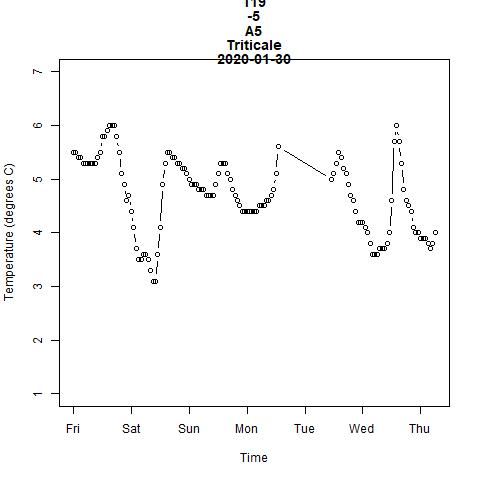 T19
-5
A5
Triticale
2020-01-30
7
6
5
4
3
2
1
Temperature (degrees C)
Fri Sat Sun Mon Tue Wed Thu
Time